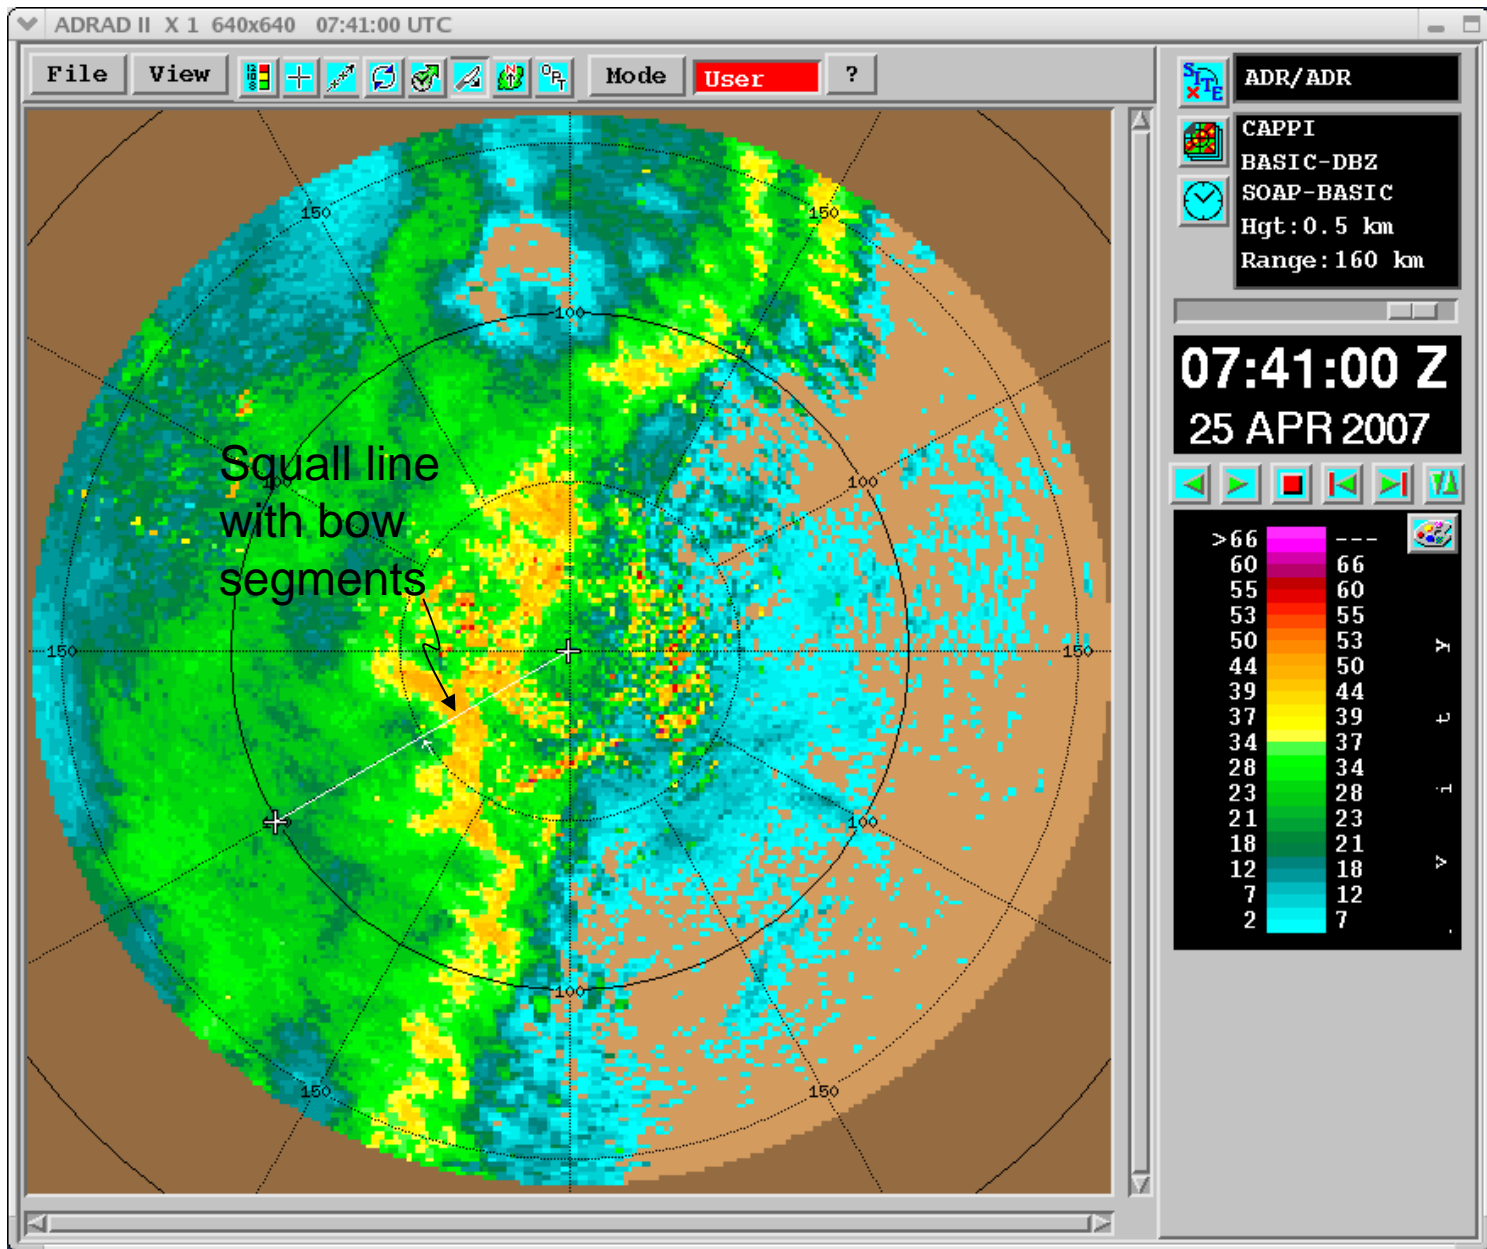 ADRAD II X 1 640x640 07:41:00 UTC
File View Mode User ?
SITE
ADR/ADR
CAPPI
BASIC-DBZ
SOAP-BASIC
Hgt:0.5 km
Range:160 km
07:41:00 Z
25 APR 2007
>66 ---
60 66
55 60
53 55
50 53
44 50
39 44
37 39
34 37
28 34
23 28
21 23
18 21
12 18
7 12
2 7
. v i t y
150 150
100
Squall line
100 100
with bow
segments
150 150
100
100
150 150